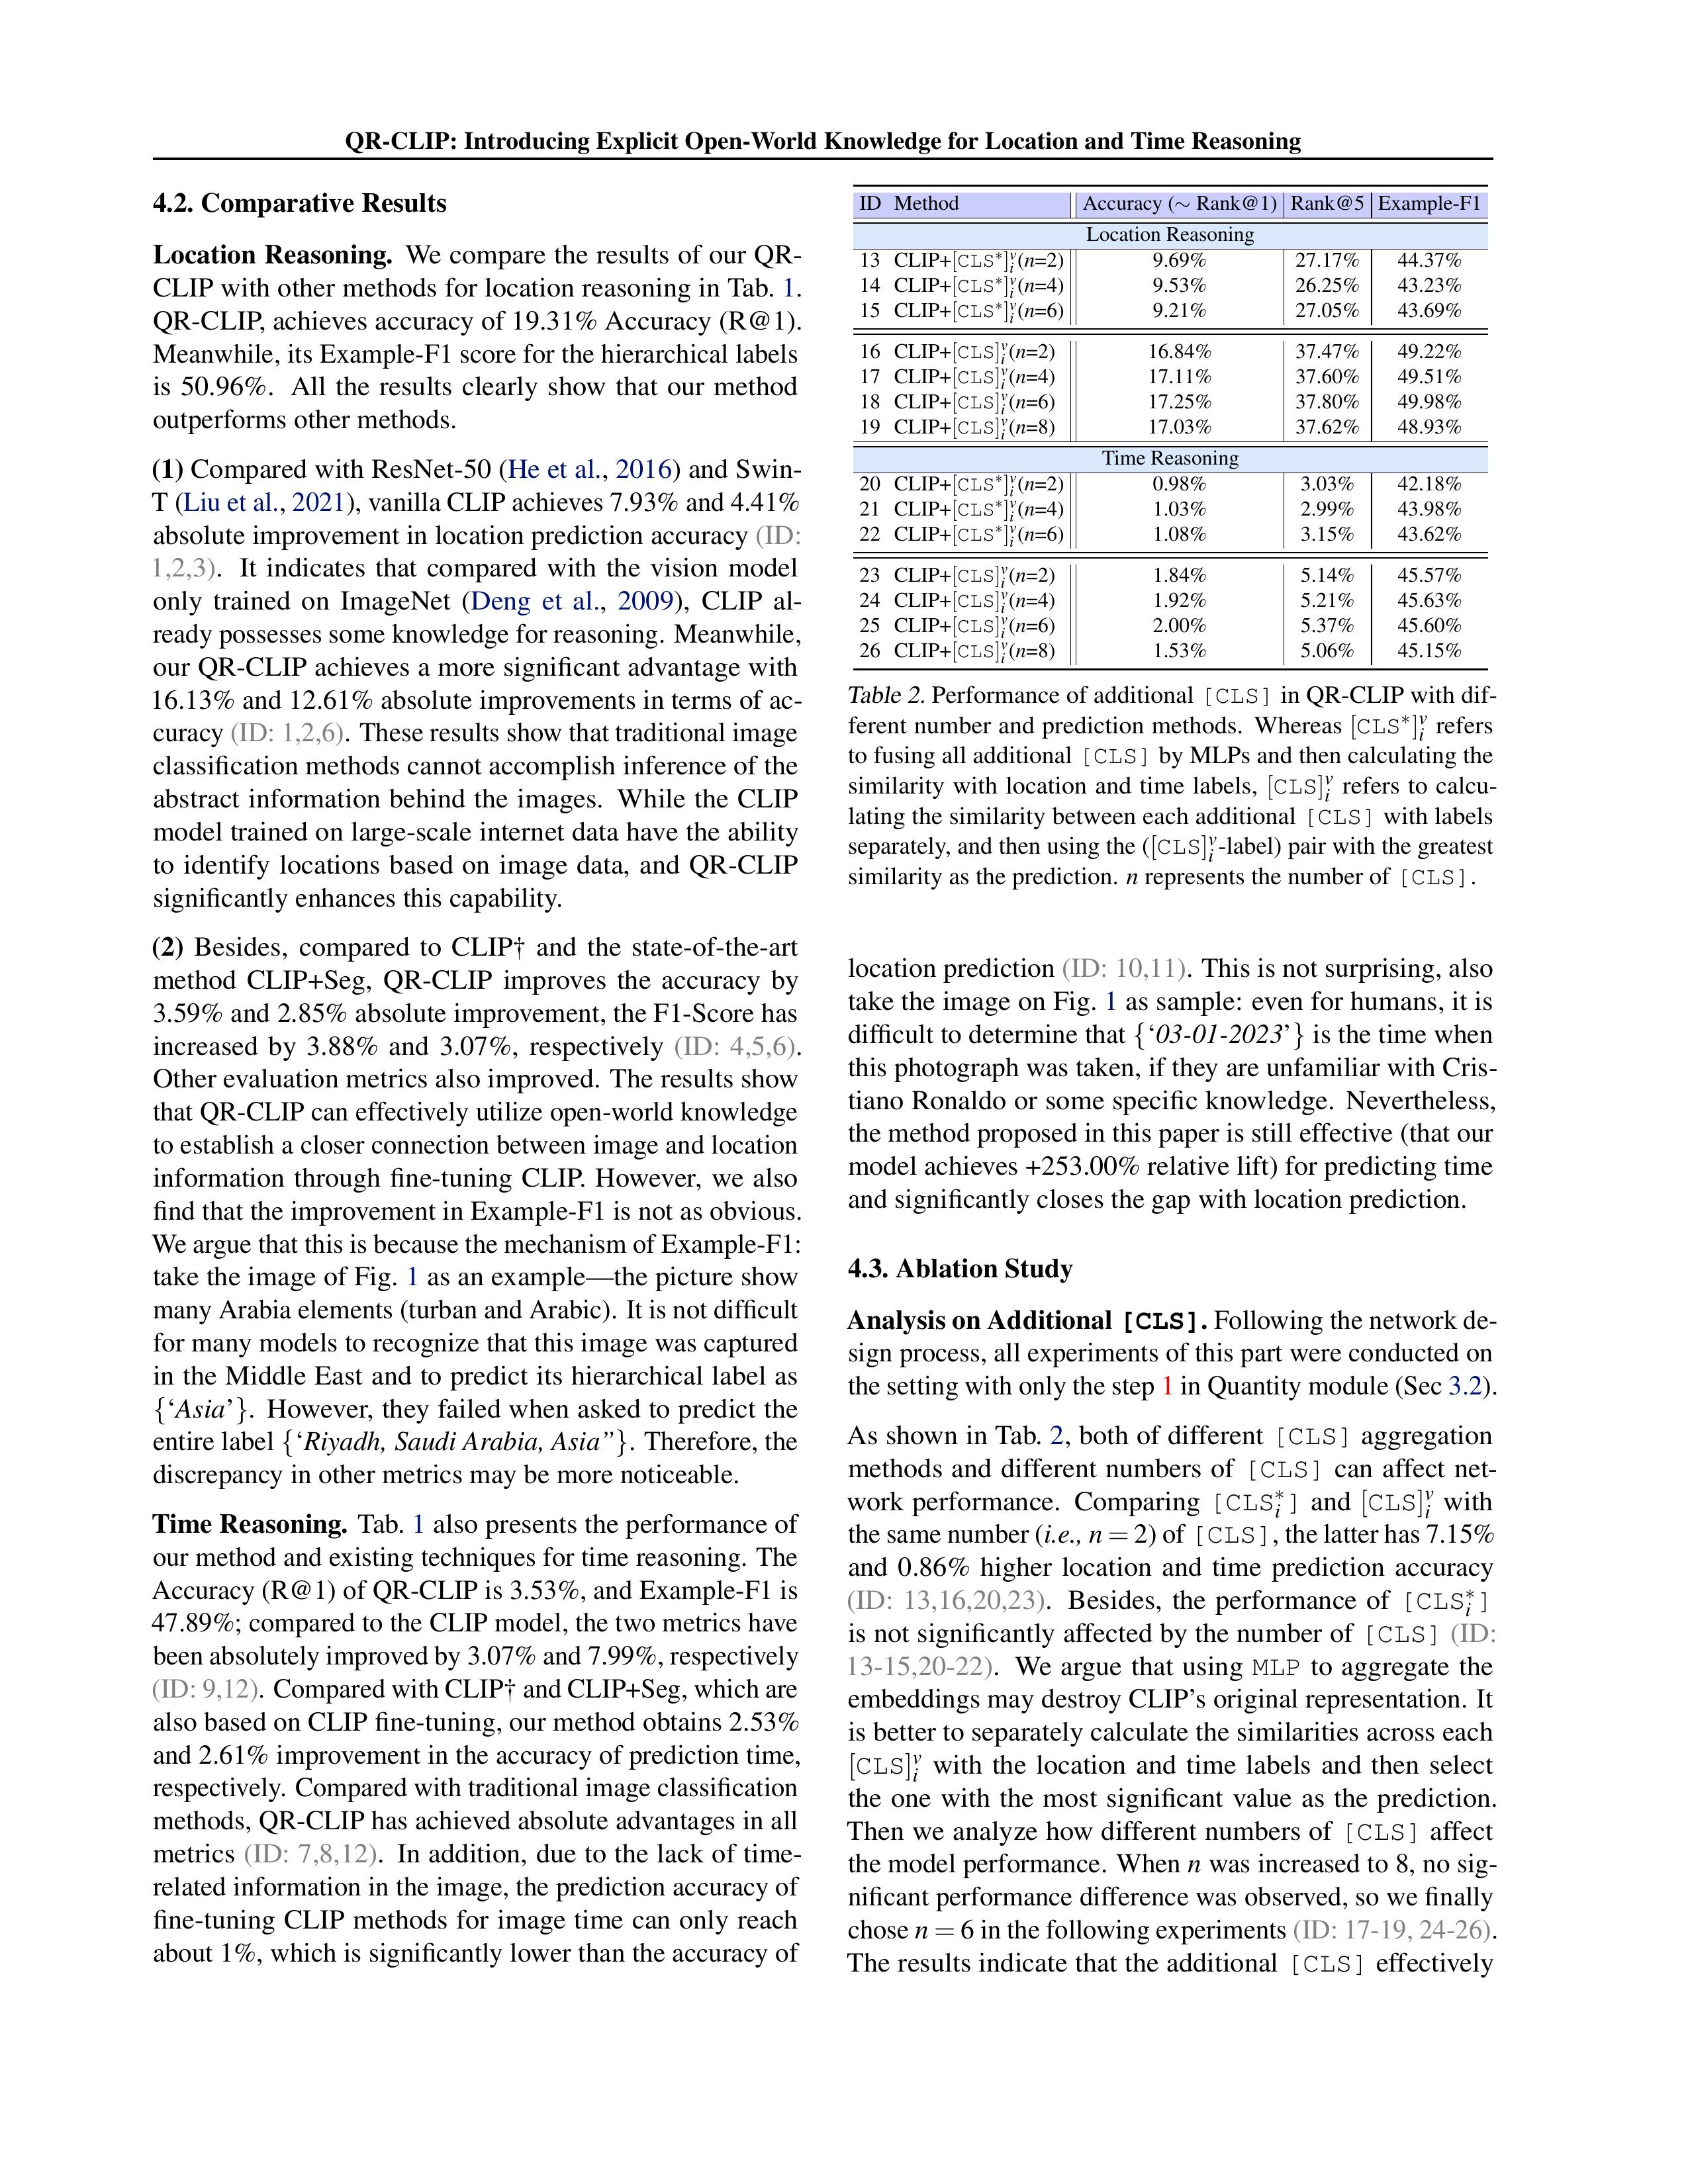 QR-CLIP: Introducing Explicit Open-World Knowledge for Location and Time Reasoning
4.2. Comparative Results
Location Reasoning. We compare the results of our QR-
CLIP with other methods for location reasoning in Tab. 1.
QR-CLIP, achieves accuracy of 19.31% Accuracy (R@1).
Meanwhile, its Example-F1 score for the hierarchical labels
is 50.96%. All the results clearly show that our method
outperforms other methods.
(1) Compared with ResNet-50 (He et al., 2016) and Swin-
T (Liu et al., 2021), vanilla CLIP achieves 7.93% and 4.41%
absolute improvement in location prediction accuracy (ID:
1,2,3). It indicates that compared with the vision model
only trained on ImageNet (Deng et al., 2009), CLIP al-
ready possesses some knowledge for reasoning. Meanwhile,
our QR-CLIP achieves a more significant advantage with
16.13% and 12.61% absolute improvements in terms of ac-
curacy (ID: 1,2,6). These results show that traditional image
classification methods cannot accomplish inference of the
abstract information behind the images. While the CLIP
model trained on large-scale internet data have the ability
to identify locations based on image data, and QR-CLIP
significantly enhances this capability.
(2) Besides, compared to CLIP† and the state-of-the-art
method CLIP+Seg, QR-CLIP improves the accuracy by
3.59% and 2.85% absolute improvement, the F1-Score has
increased by 3.88% and 3.07%, respectively (ID: 4,5,6).
Other evaluation metrics also improved. The results show
that QR-CLIP can effectively utilize open-world knowledge
to establish a closer connection between image and location
information through fine-tuning CLIP. However, we also
find that the improvement in Example-F1 is not as obvious.
We argue that this is because the mechanism of Example-F1:
take the image of Fig. 1 as an example—the picture show
many Arabia elements (turban and Arabic). It is not difficult
for many models to recognize that this image was captured
in the Middle East and to predict its hierarchical label as
{‘Asia’}. However, they failed when asked to predict the
entire label {‘Riyadh, Saudi Arabia, Asia”}. Therefore, the
discrepancy in other metrics may be more noticeable.
Time Reasoning. Tab. 1 also presents the performance of
our method and existing techniques for time reasoning. The
Accuracy (R@1) of QR-CLIP is 3.53%, and Example-F1 is
47.89%; compared to the CLIP model, the two metrics have
been absolutely improved by 3.07% and 7.99%, respectively
(ID: 9,12). Compared with CLIP† and CLIP+Seg, which are
also based on CLIP fine-tuning, our method obtains 2.53%
and 2.61% improvement in the accuracy of prediction time,
respectively. Compared with traditional image classification
methods, QR-CLIP has achieved absolute advantages in all
metrics (ID: 7,8,12). In addition, due to the lack of time-
related information in the image, the prediction accuracy of
fine-tuning CLIP methods for image time can only reach
about 1%, which is significantly lower than the accuracy of
ID Method Accuracy (∼ Rank@1) Rank@5 Example-F1
Location Reasoning
13 CLIP+[CLS*]ᵛᵢ(n=2) 9.69% 27.17% 44.37%
14 CLIP+[CLS*]ᵛᵢ(n=4) 9.53% 26.25% 43.23%
15 CLIP+[CLS*]ᵛᵢ(n=6) 9.21% 27.05% 43.69%
16 CLIP+[CLS]ᵛᵢ(n=2) 16.84% 37.47% 49.22%
17 CLIP+[CLS]ᵛᵢ(n=4) 17.11% 37.60% 49.51%
18 CLIP+[CLS]ᵛᵢ(n=6) 17.25% 37.80% 49.98%
19 CLIP+[CLS]ᵛᵢ(n=8) 17.03% 37.62% 48.93%
Time Reasoning
20 CLIP+[CLS*]ᵛᵢ(n=2) 0.98% 3.03% 42.18%
21 CLIP+[CLS*]ᵛᵢ(n=4) 1.03% 2.99% 43.98%
22 CLIP+[CLS*]ᵛᵢ(n=6) 1.08% 3.15% 43.62%
23 CLIP+[CLS]ᵛᵢ(n=2) 1.84% 5.14% 45.57%
24 CLIP+[CLS]ᵛᵢ(n=4) 1.92% 5.21% 45.63%
25 CLIP+[CLS]ᵛᵢ(n=6) 2.00% 5.37% 45.60%
26 CLIP+[CLS]ᵛᵢ(n=8) 1.53% 5.06% 45.15%
Table 2. Performance of additional [CLS] in QR-CLIP with dif-
ferent number and prediction methods. Whereas [CLS*]ᵛᵢ refers
to fusing all additional [CLS] by MLPs and then calculating the
similarity with location and time labels, [CLS]ᵛᵢ refers to calcu-
lating the similarity between each additional [CLS] with labels
separately, and then using the ([CLS]ᵛᵢ-label) pair with the greatest
similarity as the prediction. n represents the number of [CLS].
location prediction (ID: 10,11). This is not surprising, also
take the image on Fig. 1 as sample: even for humans, it is
difficult to determine that {‘03-01-2023’} is the time when
this photograph was taken, if they are unfamiliar with Cris-
tiano Ronaldo or some specific knowledge. Nevertheless,
the method proposed in this paper is still effective (that our
model achieves +253.00% relative lift) for predicting time
and significantly closes the gap with location prediction.
4.3. Ablation Study
Analysis on Additional [CLS]. Following the network de-
sign process, all experiments of this part were conducted on
the setting with only the step 1 in Quantity module (Sec 3.2).
As shown in Tab. 2, both of different [CLS] aggregation
methods and different numbers of [CLS] can affect net-
work performance. Comparing [CLS*ᵢ] and [CLS]ᵛᵢ with
the same number (i.e., n = 2) of [CLS], the latter has 7.15%
and 0.86% higher location and time prediction accuracy
(ID: 13,16,20,23). Besides, the performance of [CLS*ᵢ]
is not significantly affected by the number of [CLS] (ID:
13-15,20-22). We argue that using MLP to aggregate the
embeddings may destroy CLIP’s original representation. It
is better to separately calculate the similarities across each
[CLS]ᵛᵢ with the location and time labels and then select
the one with the most significant value as the prediction.
Then we analyze how different numbers of [CLS] affect
the model performance. When n was increased to 8, no sig-
nificant performance difference was observed, so we finally
chose n = 6 in the following experiments (ID: 17-19, 24-26).
The results indicate that the additional [CLS] effectively